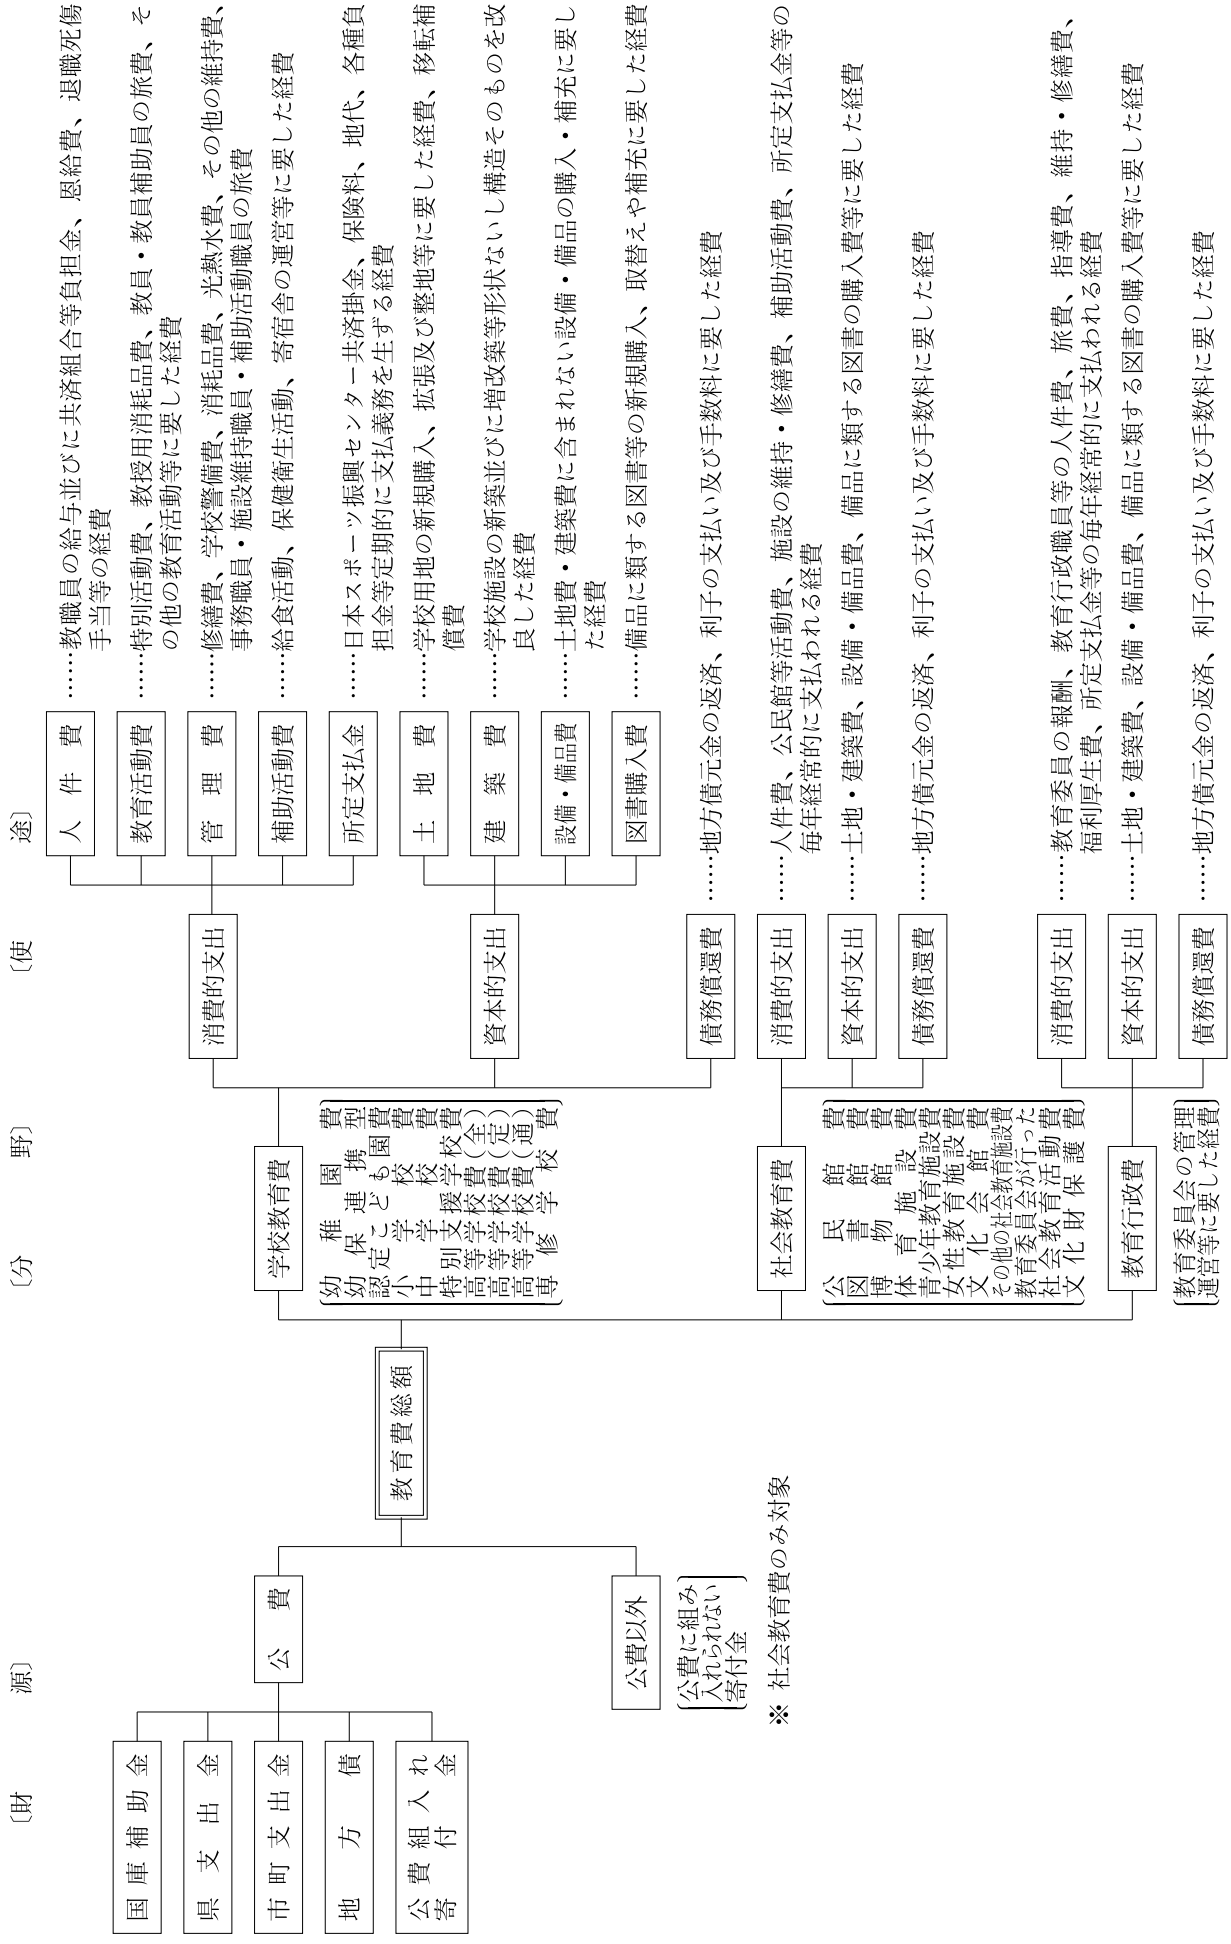 〔財源〕
国庫補助金
県支出金
市町支出金
地方債
公費組入れ
寄付金
公費
公費以外
公費に組み
入れられない
寄付金
※ 社会教育費のみ対象
教育費総額
〔分野〕
学校教育費
幼稚園費
幼保連携型
認定こども園費
小学校費
中学校費
特別支援学校費
高等学校費(全)
高等学校費(定)
高等学校費(通)
専修学校費
社会教育費
公民館費
図書館費
博物館費
体育施設費
青少年教育施設費
女性教育施設費
文化会館費
その他の社会教育施設費
教育委員会が行った
社会教育活動費
文化財保護費
教育行政費
教育委員会の管理
運営等に要した経費
〔使途〕
消費的支出
人件費
……教職員の給与並びに共済組合等負担金、恩給費、退職死傷
手当等の経費
教育活動費
……特別活動費、教授用消耗品費、教員・教員補助員の旅費、そ
の他の教育活動等に要した経費
管理費
……修繕費、学校警備費、消耗品費、光熱水費、その他の維持費、
事務職員・施設維持職員・補助活動職員の旅費
補助活動費
……給食活動、保健衛生活動、寄宿舎の運営等に要した経費
所定支払金
……日本スポーツ振興センター共済掛金、保険料、地代、各種負
担金等定期的に支払義務を生ずる経費
資本的支出
土地費
……学校用地の新規購入、拡張及び整地等に要した経費、移転補
償費
建築費
……学校施設の新築並びに増改築等形状ないし構造そのものを改
良した経費
設備・備品費
……土地費・建築費に含まれない設備・備品の購入・補充に要し
た経費
図書購入費
……備品に類する図書等の新規購入、取替えや補充に要した経費
債務償還費
……地方債元金の返済、利子の支払い及び手数料に要した経費
消費的支出
……人件費、公民館等活動費、施設の維持・修繕費、補助活動費、所定支払金等の
毎年経常的に支払われる経費
資本的支出
……土地・建築費、設備・備品費、備品に類する図書の購入費等に要した経費
債務償還費
……地方債元金の返済、利子の支払い及び手数料に要した経費
消費的支出
……教育委員の報酬、教育行政職員等の人件費、旅費、指導費、維持・修繕費、
福利厚生費、所定支払金等の毎年経常的に支払われる経費
資本的支出
……土地・建築費、設備・備品費、備品に類する図書の購入費等に要した経費
債務償還費
……地方債元金の返済、利子の支払い及び手数料に要した経費